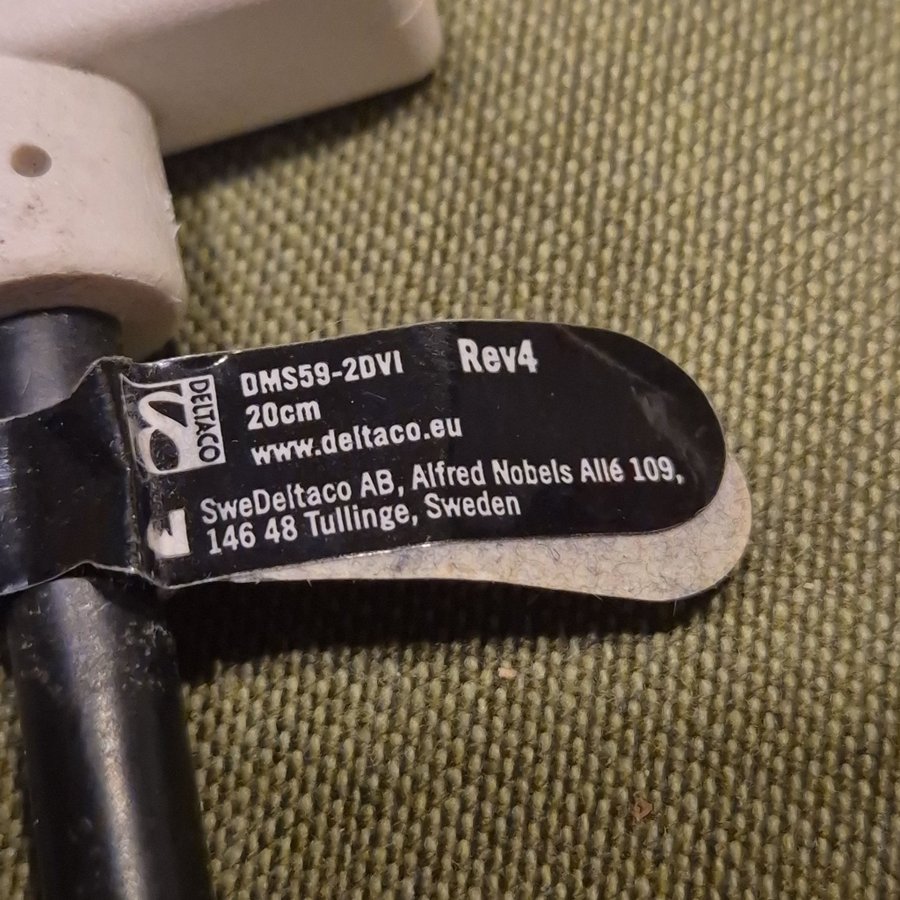 DELTACO
DMS59-2DVI Rev4
20cm
www.deltaco.eu
SweDeltaco AB, Alfred Nobels Allé 109,
146 48 Tullinge, Sweden